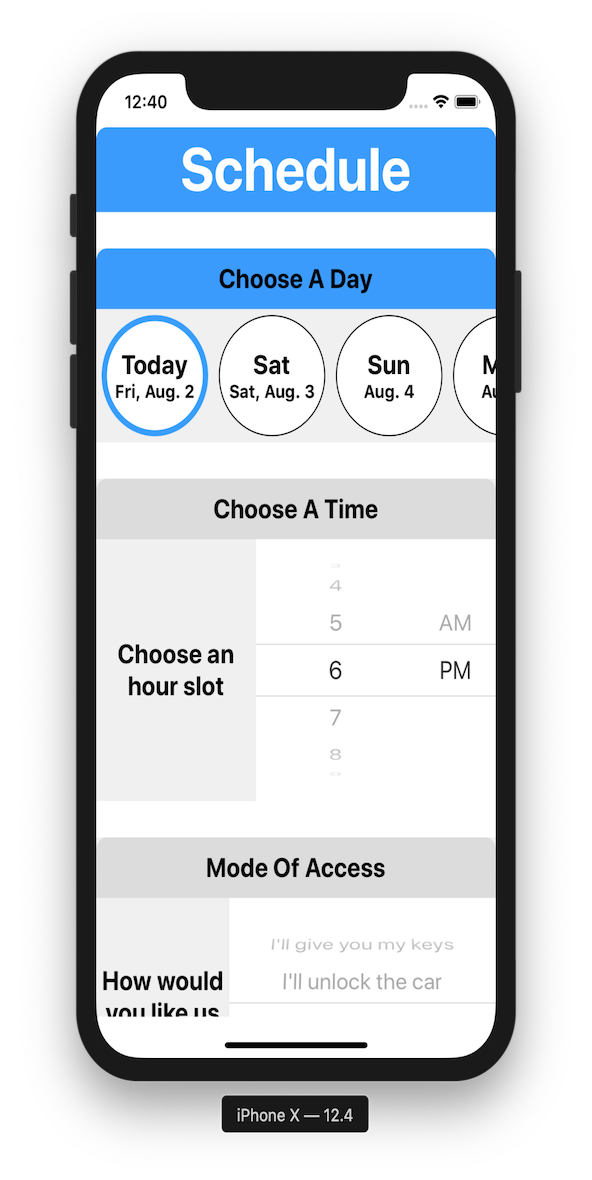 12:40
Schedule
Choose A Day
Today Sat Sun
Fri, Aug. 2 Sat, Aug. 3 Aug. 4
Choose A Time
4
5 AM
Choose an
6 PM
hour slot
7
8
Mode Of Access
I'll give you my keys
How would
I'll unlock the car
you like us
iPhone X — 12.4